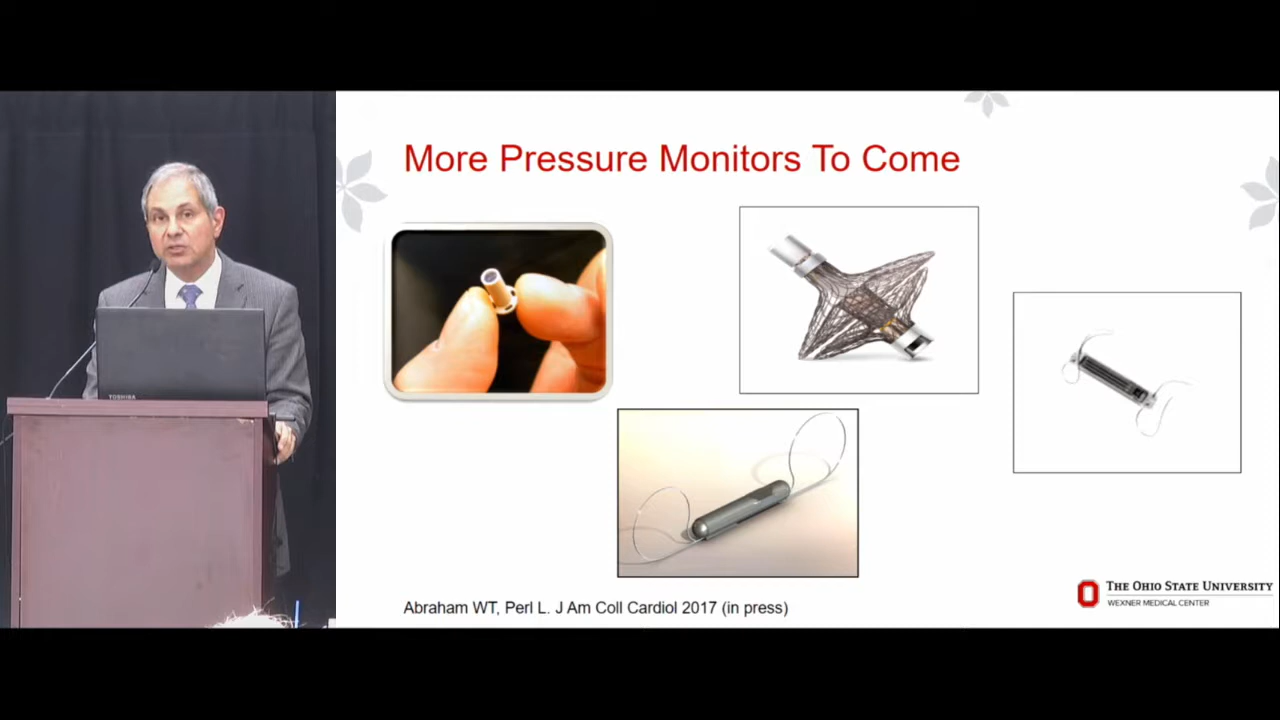 More Pressure Monitors To Come
TOSHIBA
Abraham WT, Perl L. J Am Coll Cardiol 2017 (in press)
THE OHIO STATE UNIVERSITY
WEXNER MEDICAL CENTER